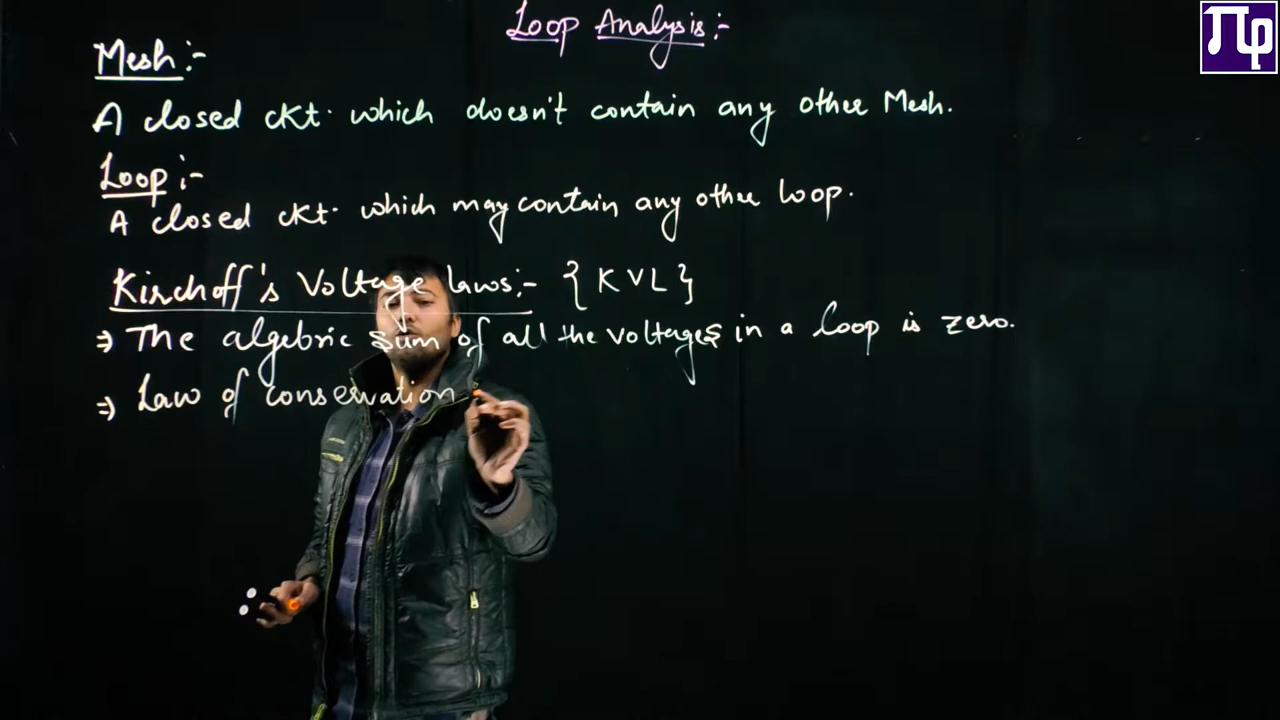 Loop Analysis :-
Mesh :-
A closed ckt. which doesn't contain any other Mesh.
Loop :-
A closed ckt. which may contain any other loop.
Kirchoff's Voltage laws :- { KVL }
⇒ The algebric sum of all the voltages in a loop is zero.
⇒ Law of conservation
πφ